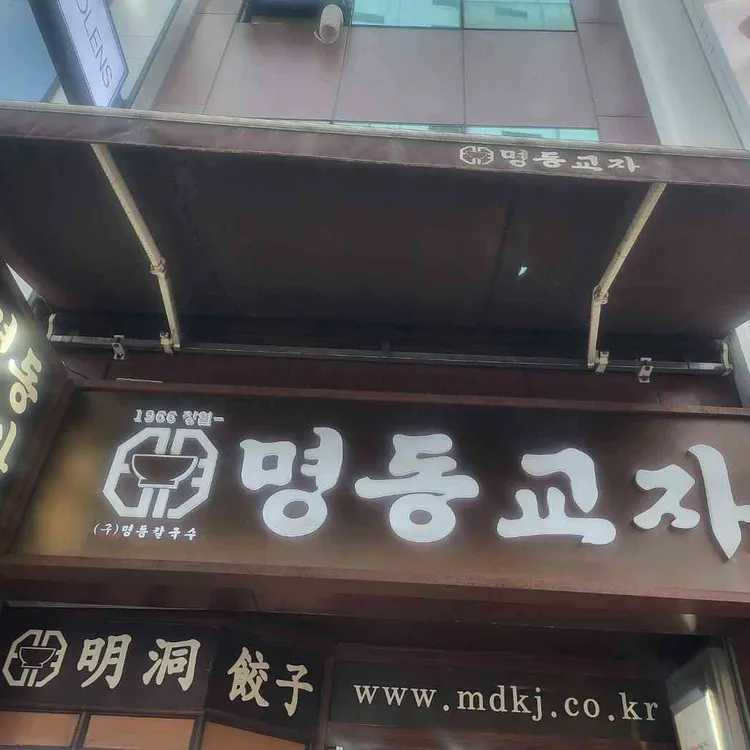 OLENS
명동교자
1966 창업~
명동교자
(구)명동칼국수
明洞 餃子
www.mdkj.co.kr